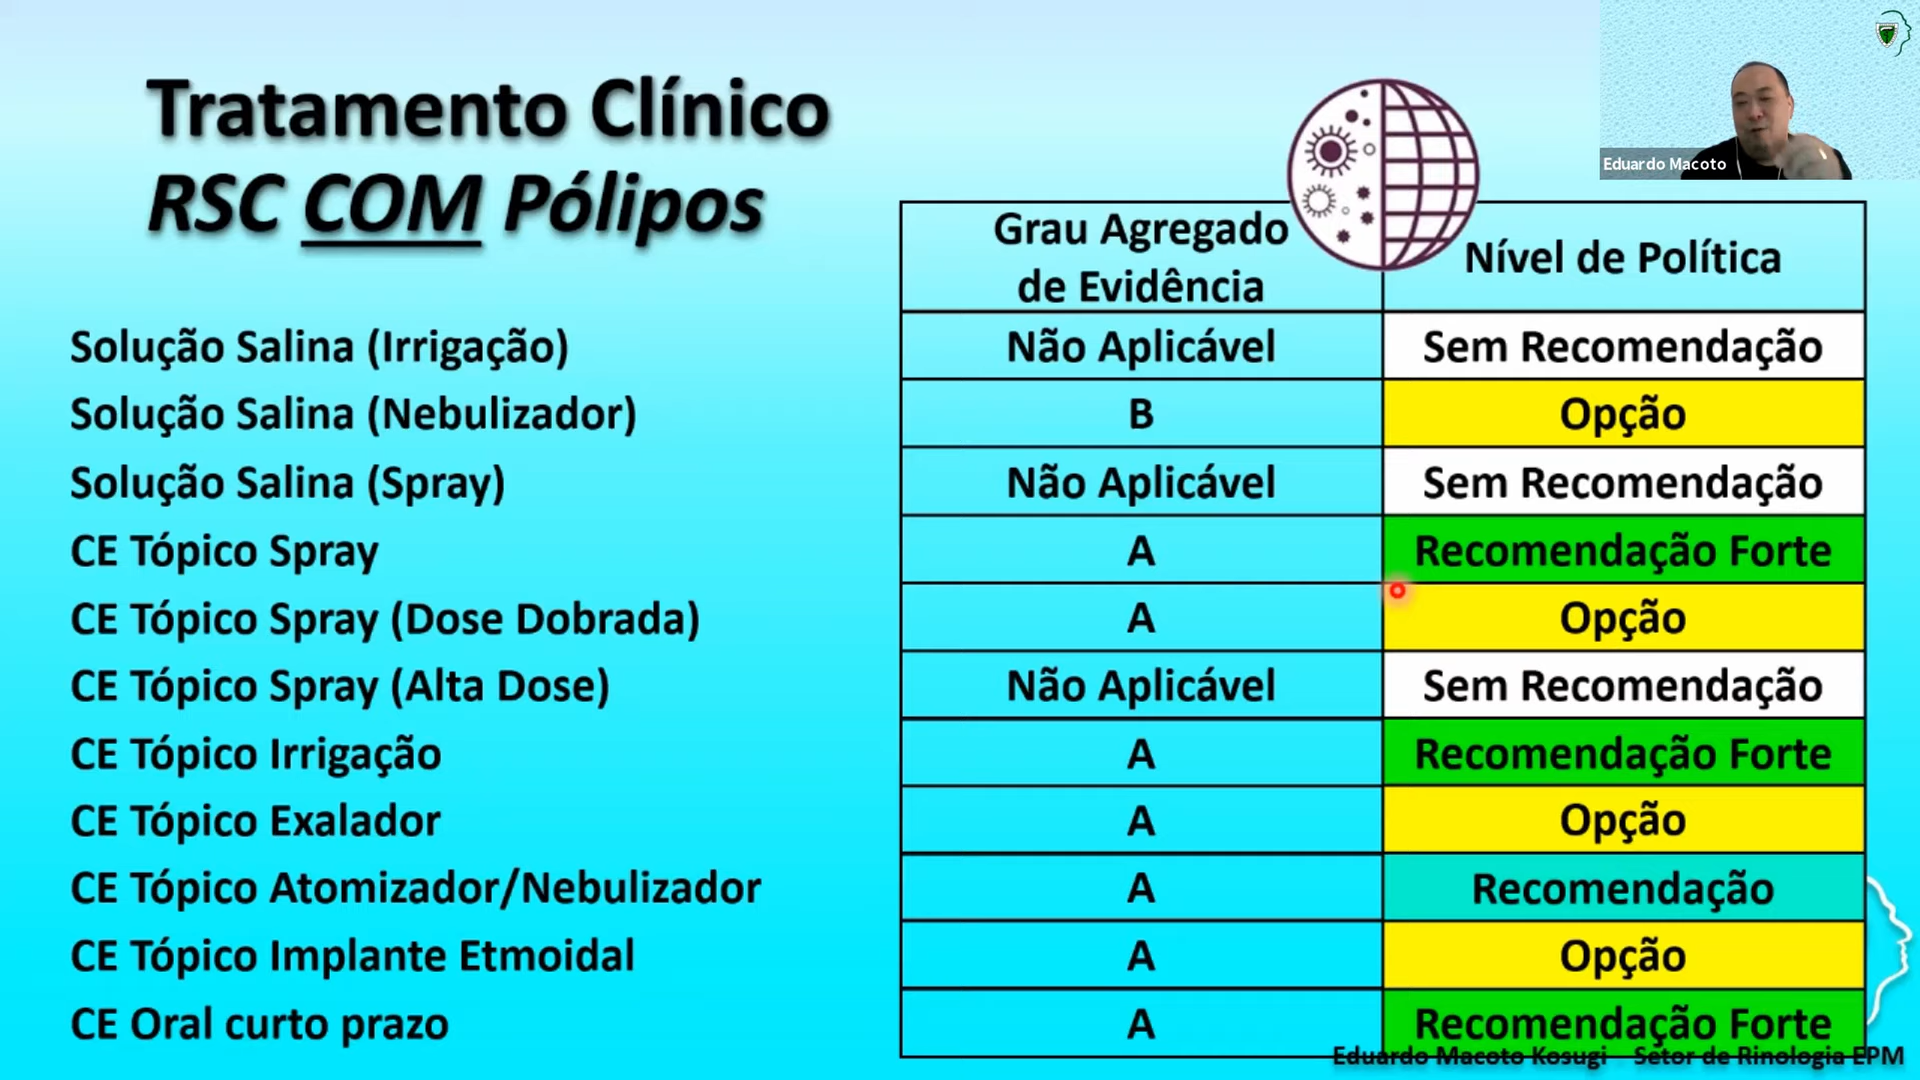 Tratamento Clínico
RSC COM Pólipos
Eduardo Macoto
Grau Agregado
de Evidência
Nível de Política
Solução Salina (Irrigação) Não Aplicável Sem Recomendação
Solução Salina (Nebulizador) B Opção
Solução Salina (Spray) Não Aplicável Sem Recomendação
CE Tópico Spray A Recomendação Forte
CE Tópico Spray (Dose Dobrada) A Opção
CE Tópico Spray (Alta Dose) Não Aplicável Sem Recomendação
CE Tópico Irrigação A Recomendação Forte
CE Tópico Exalador A Opção
CE Tópico Atomizador/Nebulizador A Recomendação
CE Tópico Implante Etmoidal A Opção
CE Oral curto prazo A Recomendação Forte
Eduardo Macoto Kosugi Setor de Rinologia EPM